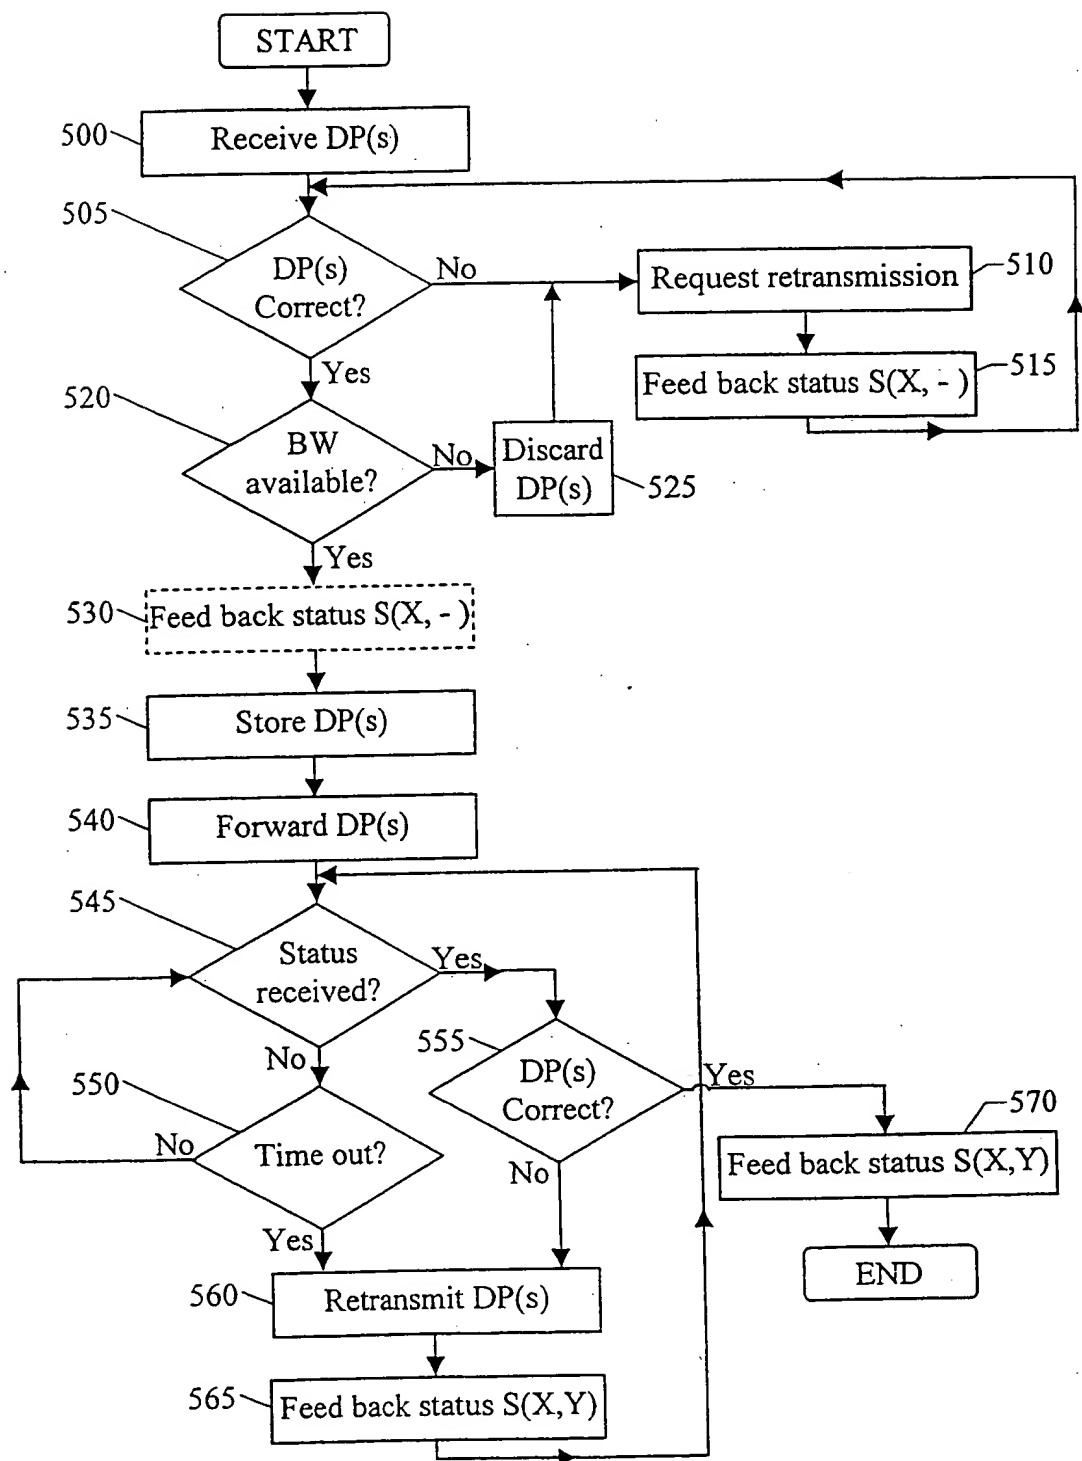 START
500
Receive DP(s)
505
DP(s)
Correct?
No
Request retransmission
510
Yes
Feed back status S(X, - )
515
520
BW
available?
No
Discard
DP(s)
525
Yes
530
Feed back status S(X, - )
535
Store DP(s)
540
Forward DP(s)
545
Status
received?
Yes
No
555
DP(s)
Correct?
Yes
550
Time out?
No
No
570
Feed back status S(X,Y)
Yes
END
560
Retransmit DP(s)
565
Feed back status S(X,Y)